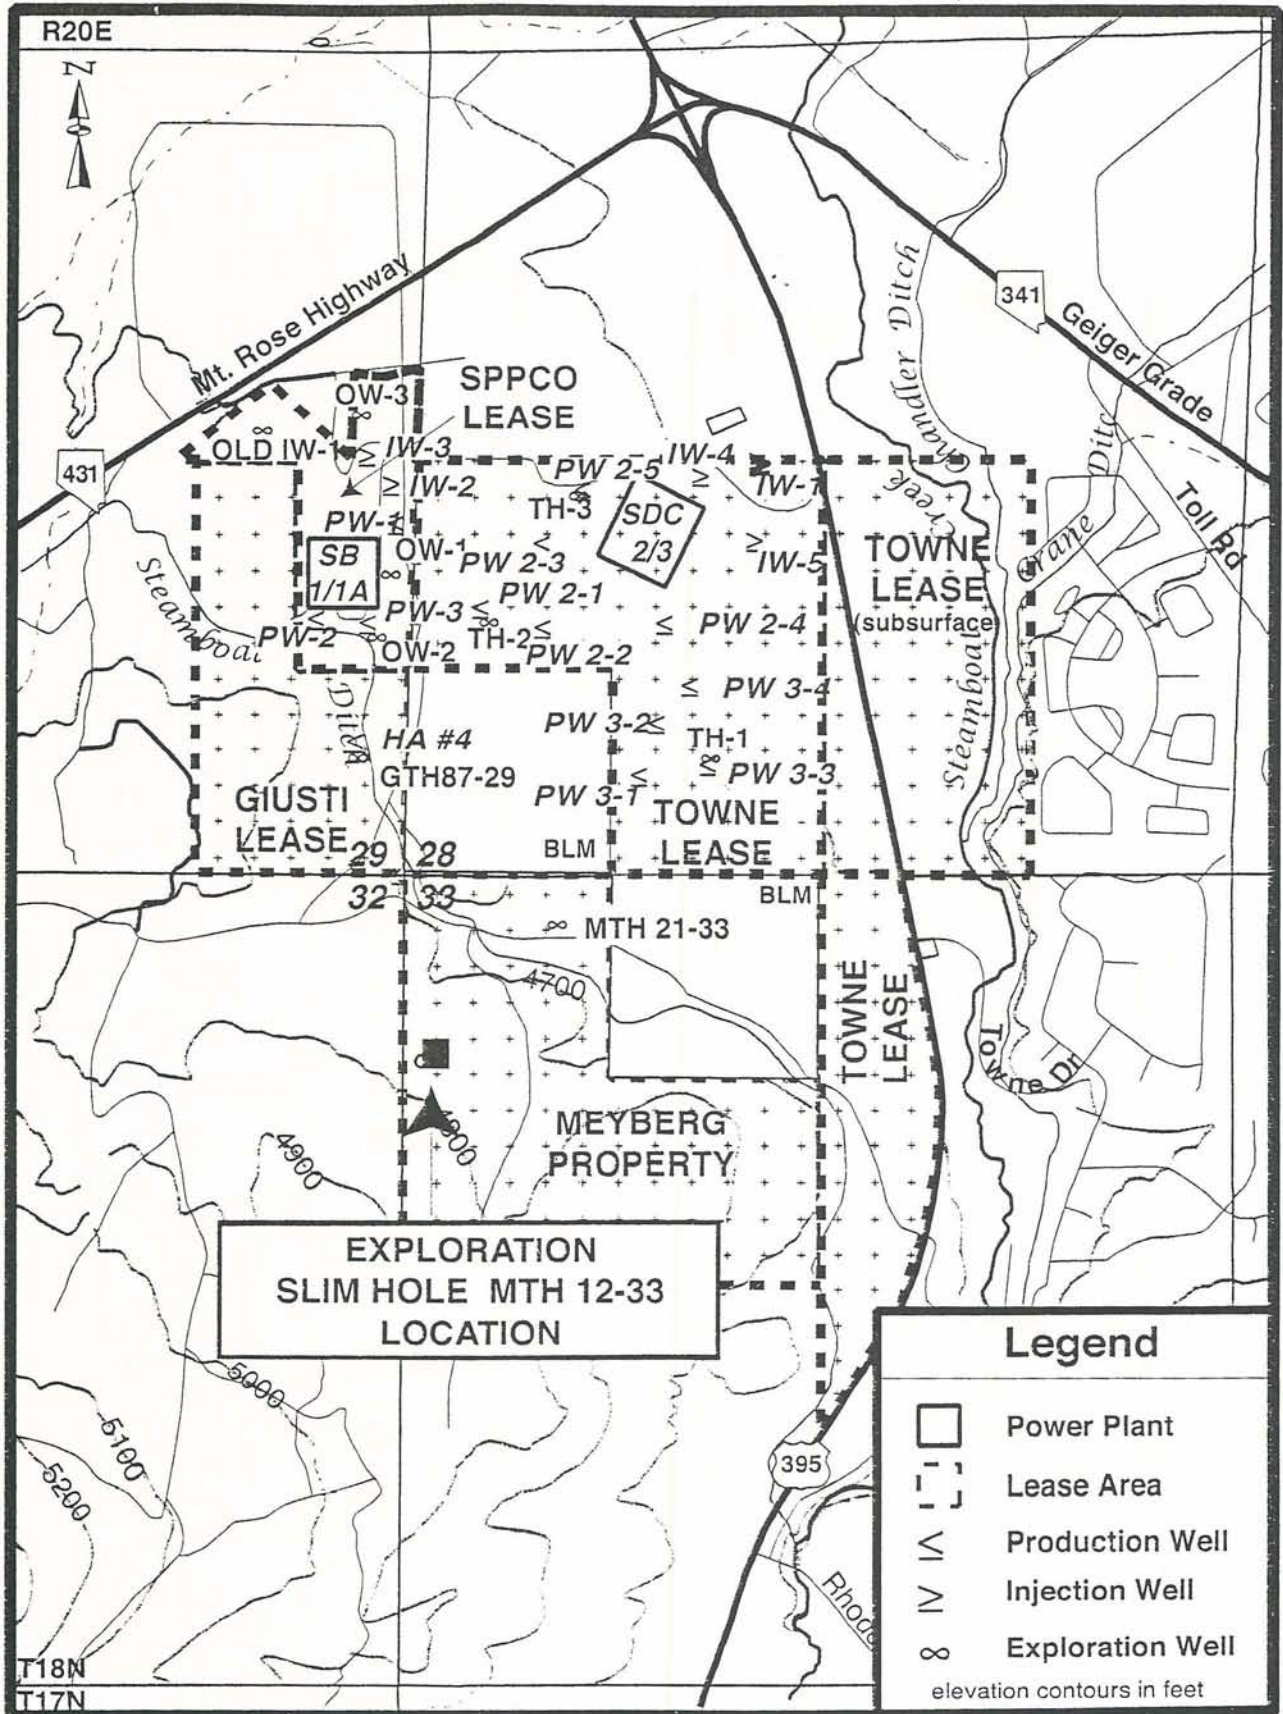 R20E
N
Mt. Rose Highway
431
341
Geiger Grade
Chandler Ditch
Creek
Crane
Toll Rd
SPPCO
LEASE
OW-3
OLD IW-1
IW-3
IW-2
PW 2-5
IW-4
IW-1
TH-3
SDC
2/3
PW-1
OW-1
PW 2-3
IW-5
TOWNE
LEASE
(subsurface)
SB
1/1A
PW 2-1
PW-3
PW-2
OW-2
TH-2
PW 2-2
PW 2-4
Steamboat
Ditch
Steamboat
PW 3-4
HA #4
PW 3-2
TH-1
GTH87-29
PW 3-3
PW 3-1
GIUSTI
LEASE
TOWNE
LEASE
29
28
BLM
32
33
BLM
MTH 21-33
4700
TOWNE
LEASE
Towne Dr
MEYBERG
PROPERTY
4900
EXPLORATION
SLIM HOLE MTH 12-33
LOCATION
5000
5100
5200
395
T18N
T17N
Legend
Power Plant
Lease Area
Production Well
Injection Well
Exploration Well
elevation contours in feet